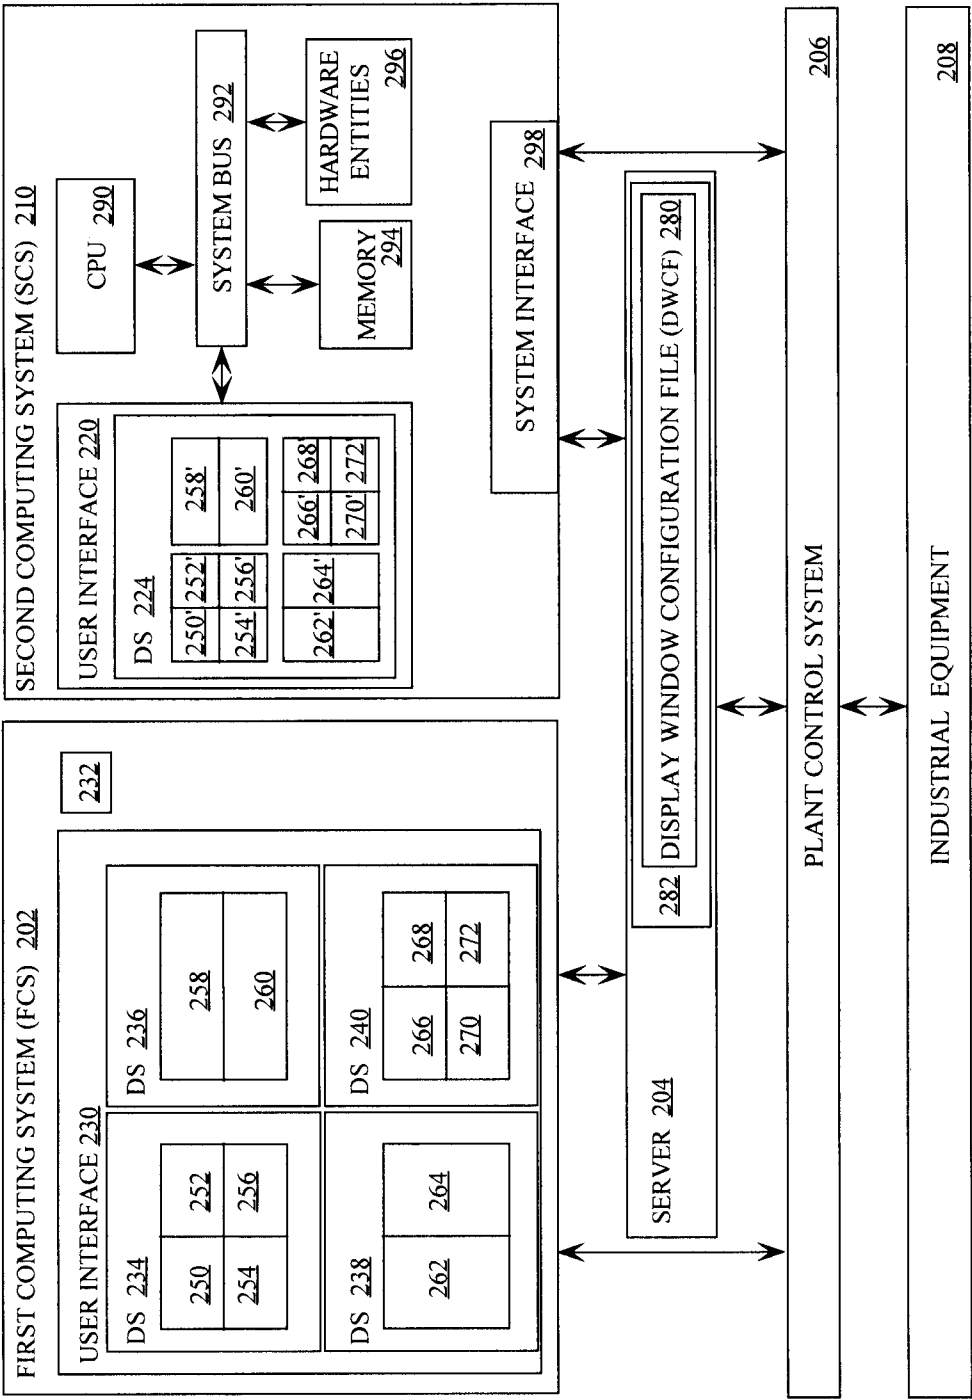 FIRST COMPUTING SYSTEM (FCS) 202
USER INTERFACE 230
232
DS 234
250 252
254 256
DS 236
258
260
DS 238
262 264
DS 240
266 268
270 272
SECOND COMPUTING SYSTEM (SCS) 210
USER INTERFACE 220
DS 224
250' 252'
254' 256'
258'
260'
262' 264'
266' 268'
270' 272'
CPU 290
SYSTEM BUS 292
MEMORY
294
HARDWARE
ENTITIES
296
SYSTEM INTERFACE 298
SERVER 204
282
DISPLAY WINDOW CONFIGURATION FILE (DWCF) 280
PLANT CONTROL SYSTEM
206
INDUSTRIAL EQUIPMENT
208